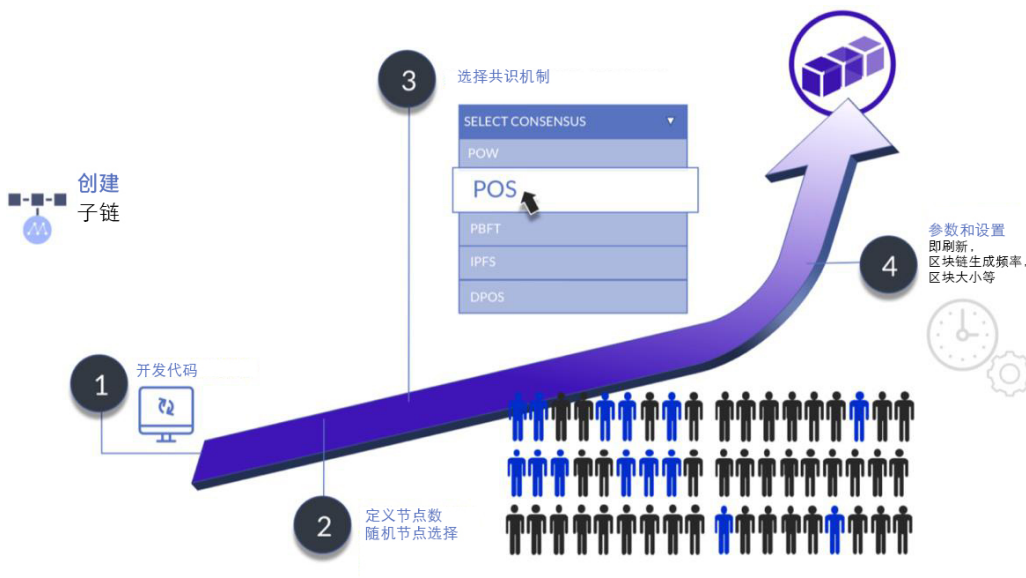 创建
子链
1
开发代码
2
定义节点数
随机节点选择
3
选择共识机制
SELECT CONSENSUS
POW
POS
PBFT
IPFS
DPOS
4
参数和设置
即刷新，
区块链生成频率，
区块大小等